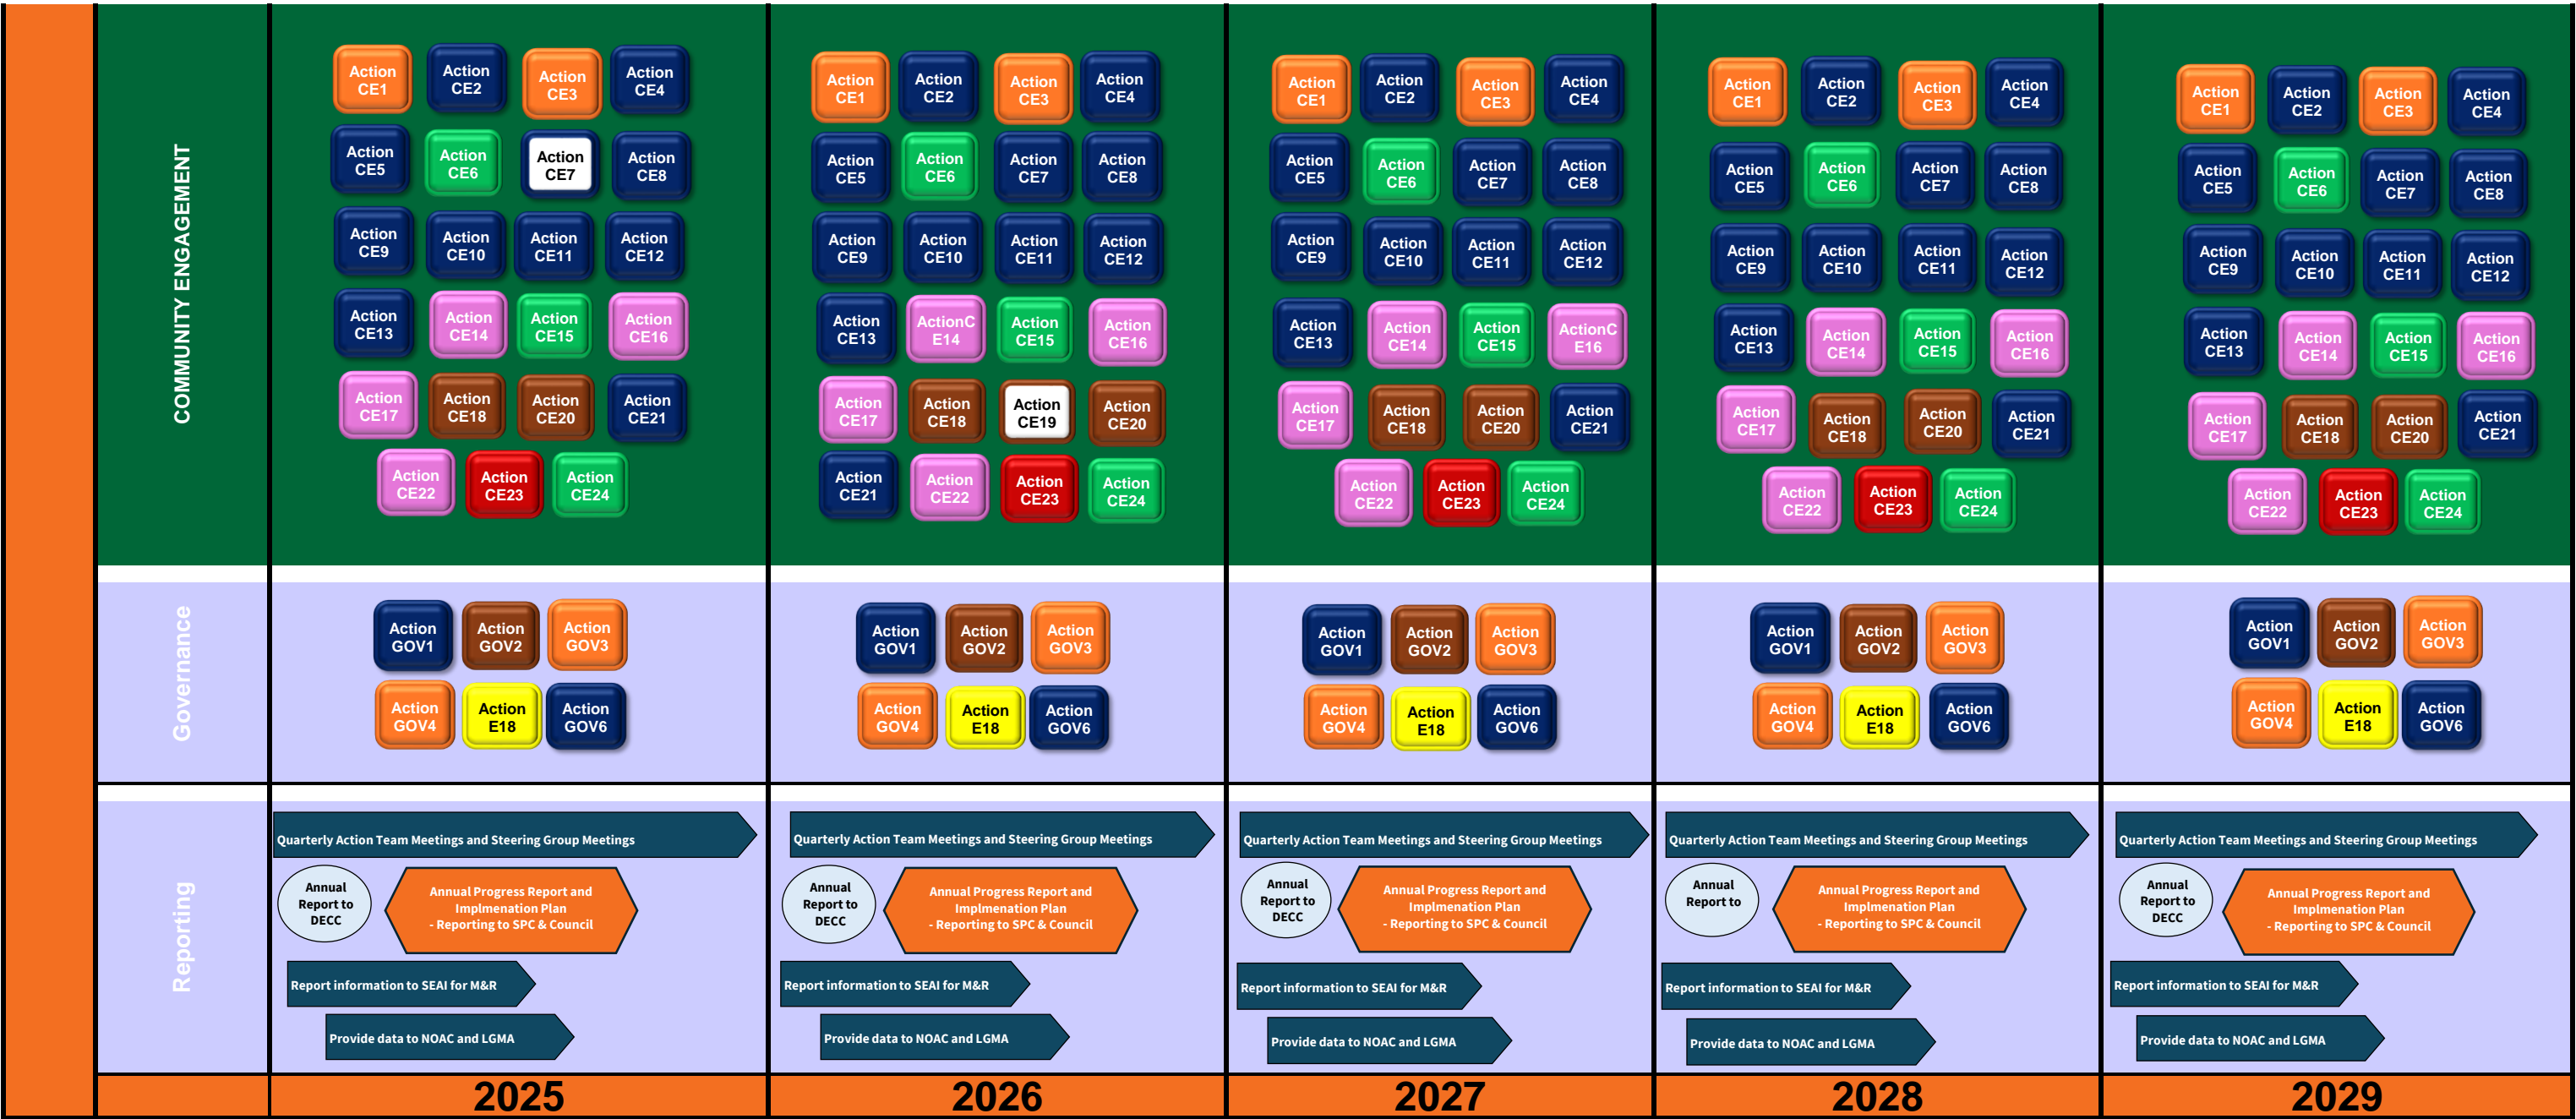 COMMUNITY ENGAGEMENT
Action
CE1
Action
CE2
Action
CE3
Action
CE4
Action
CE5
Action
CE6
Action
CE7
Action
CE8
Action
CE9
Action
CE10
Action
CE11
Action
CE12
Action
CE13
Action
CE14
Action
CE15
Action
CE16
Action
CE17
Action
CE18
Action
CE20
Action
CE21
Action
CE22
Action
CE23
Action
CE24
Action
CE1
Action
CE2
Action
CE3
Action
CE4
Action
CE5
Action
CE6
Action
CE7
Action
CE8
Action
CE9
Action
CE10
Action
CE11
Action
CE12
Action
CE13
ActionC
E14
Action
CE15
Action
CE16
Action
CE17
Action
CE18
Action
CE19
Action
CE20
Action
CE21
Action
CE22
Action
CE23
Action
CE24
Action
CE1
Action
CE2
Action
CE3
Action
CE4
Action
CE5
Action
CE6
Action
CE7
Action
CE8
Action
CE9
Action
CE10
Action
CE11
Action
CE12
Action
CE13
Action
CE14
Action
CE15
ActionC
E16
Action
CE17
Action
CE18
Action
CE20
Action
CE21
Action
CE22
Action
CE23
Action
CE24
Action
CE1
Action
CE2
Action
CE3
Action
CE4
Action
CE5
Action
CE6
Action
CE7
Action
CE8
Action
CE9
Action
CE10
Action
CE11
Action
CE12
Action
CE13
Action
CE14
Action
CE15
Action
CE16
Action
CE17
Action
CE18
Action
CE20
Action
CE21
Action
CE22
Action
CE23
Action
CE24
Action
CE1
Action
CE2
Action
CE3
Action
CE4
Action
CE5
Action
CE6
Action
CE7
Action
CE8
Action
CE9
Action
CE10
Action
CE11
Action
CE12
Action
CE13
Action
CE14
Action
CE15
Action
CE16
Action
CE17
Action
CE18
Action
CE20
Action
CE21
Action
CE22
Action
CE23
Action
CE24
Governance
Action
GOV1
Action
GOV2
Action
GOV3
Action
GOV4
Action
E18
Action
GOV6
Action
GOV1
Action
GOV2
Action
GOV3
Action
GOV4
Action
E18
Action
GOV6
Action
GOV1
Action
GOV2
Action
GOV3
Action
GOV4
Action
E18
Action
GOV6
Action
GOV1
Action
GOV2
Action
GOV3
Action
GOV4
Action
E18
Action
GOV6
Action
GOV1
Action
GOV2
Action
GOV3
Action
GOV4
Action
E18
Action
GOV6
Reporting
Quarterly Action Team Meetings and Steering Group Meetings
Annual
Report to
DECC
Annual Progress Report and
Implmenation Plan
- Reporting to SPC & Council
Report information to SEAI for M&R
Provide data to NOAC and LGMA
Quarterly Action Team Meetings and Steering Group Meetings
Annual
Report to
DECC
Annual Progress Report and
Implmenation Plan
- Reporting to SPC & Council
Report information to SEAI for M&R
Provide data to NOAC and LGMA
Quarterly Action Team Meetings and Steering Group Meetings
Annual
Report to
DECC
Annual Progress Report and
Implmenation Plan
- Reporting to SPC & Council
Report information to SEAI for M&R
Provide data to NOAC and LGMA
Quarterly Action Team Meetings and Steering Group Meetings
Annual
Report to
Annual Progress Report and
Implmenation Plan
- Reporting to SPC & Council
Report information to SEAI for M&R
Provide data to NOAC and LGMA
Quarterly Action Team Meetings and Steering Group Meetings
Annual
Report to
DECC
Annual Progress Report and
Implmenation Plan
- Reporting to SPC & Council
Report information to SEAI for M&R
Provide data to NOAC and LGMA
2025
2026
2027
2028
2029